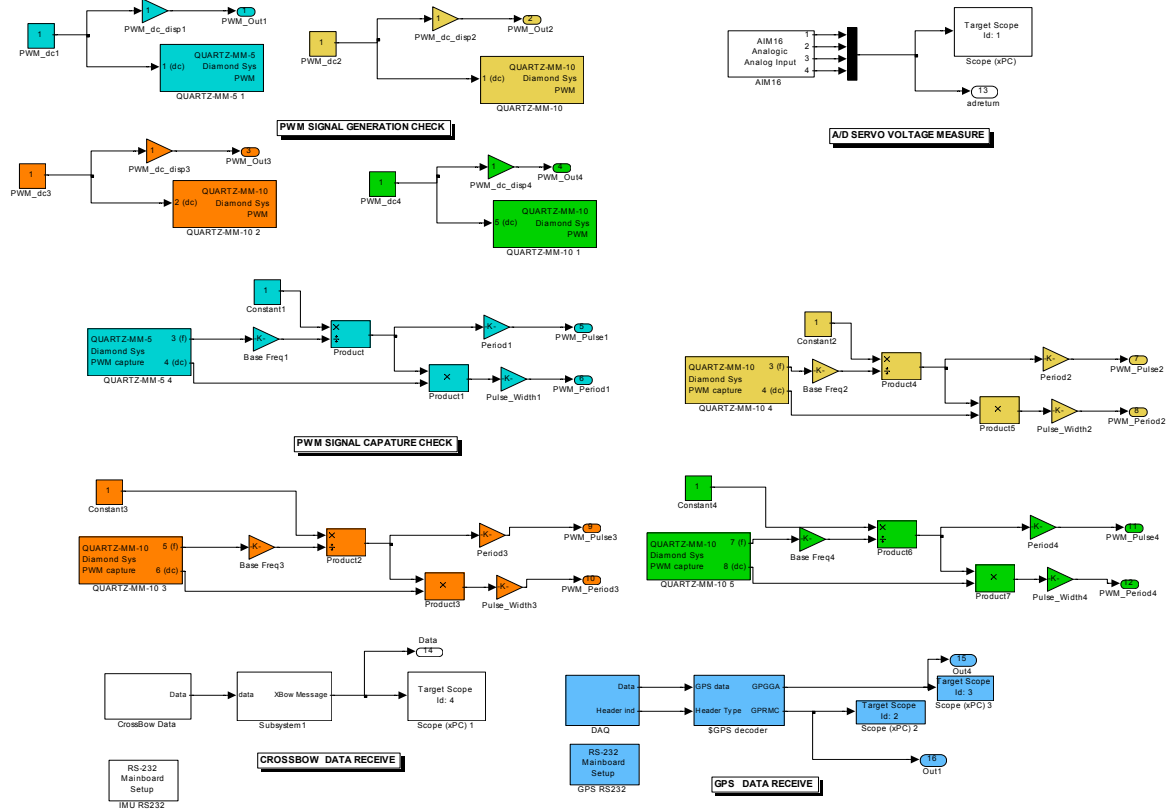 1
PWM_dc1
1
PWM_dc_disp1
1
PWM_Out1
QUARTZ-MM-5
1 (dc) Diamond Sys
PWM
QUARTZ-MM-5 1
1
PWM_dc2
1
PWM_dc_disp2
2
PWM_Out2
QUARTZ-MM-10
1 (dc) Diamond Sys
PWM
QUARTZ-MM-10
PWM SIGNAL GENERATION CHECK
AIM16
Analogic
Analog Input
1
2
3
4
AIM16
Target Scope
Id: 1
Scope (xPC)
13
adreturn
A/D SERVO VOLTAGE MEASURE
1
PWM_dc3
1
PWM_dc_disp3
3
PWM_Out3
QUARTZ-MM-10
2 (dc) Diamond Sys
PWM
QUARTZ-MM-10 2
1
PWM_dc4
1
PWM_dc_disp4
4
PWM_Out4
QUARTZ-MM-10
5 (dc) Diamond Sys
PWM
QUARTZ-MM-10 1
1
Constant1
QUARTZ-MM-5 3 (f)
Diamond Sys
PWM capture 4 (dc)
QUARTZ-MM-5 4
-K-
Base Freq1
×
÷
Product
-K-
Period1
5
PWM_Pulse1
×
Product1
-K-
Pulse_Width1
6
PWM_Period1
1
Constant2
QUARTZ-MM-10 3 (f)
Diamond Sys
PWM capture 4 (dc)
QUARTZ-MM-10 4
-K-
Base Freq2
×
÷
Product4
-K-
Period2
7
PWM_Pulse2
×
Product5
-K-
Pulse_Width2
8
PWM_Period2
PWM SIGNAL CAPATURE CHECK
1
Constant3
QUARTZ-MM-10 5 (f)
Diamond Sys
PWM capture 6 (dc)
QUARTZ-MM-10 3
-K-
Base Freq3
×
÷
Product2
-K-
Period3
9
PWM_Pulse3
×
Product3
-K-
Pulse_Width3
10
PWM_Period3
1
Constant4
QUARTZ-MM-10 7 (f)
Diamond Sys
PWM capture 8 (dc)
QUARTZ-MM-10 5
-K-
Base Freq4
×
÷
Product6
-K-
Period4
11
PWM_Pulse4
×
Product7
-K-
Pulse_Width4
12
PWM_Period4
Data
CrossBow Data
data XBow Message
Subsystem1
Data
14
Target Scope
Id: 4
Scope (xPC) 1
CROSSBOW DATA RECEIVE
RS-232
Mainboard
Setup
IMU RS232
Data
Header ind
DAQ
GPS data GPGGA
Header Type GPRMC
$GPS decoder
15
Out4
Target Scope
Id: 3
Scope (xPC) 3
Target Scope
Id: 2
Scope (xPC) 2
16
Out1
RS-232
Mainboard
Setup
GPS RS232
GPS DATA RECEIVE